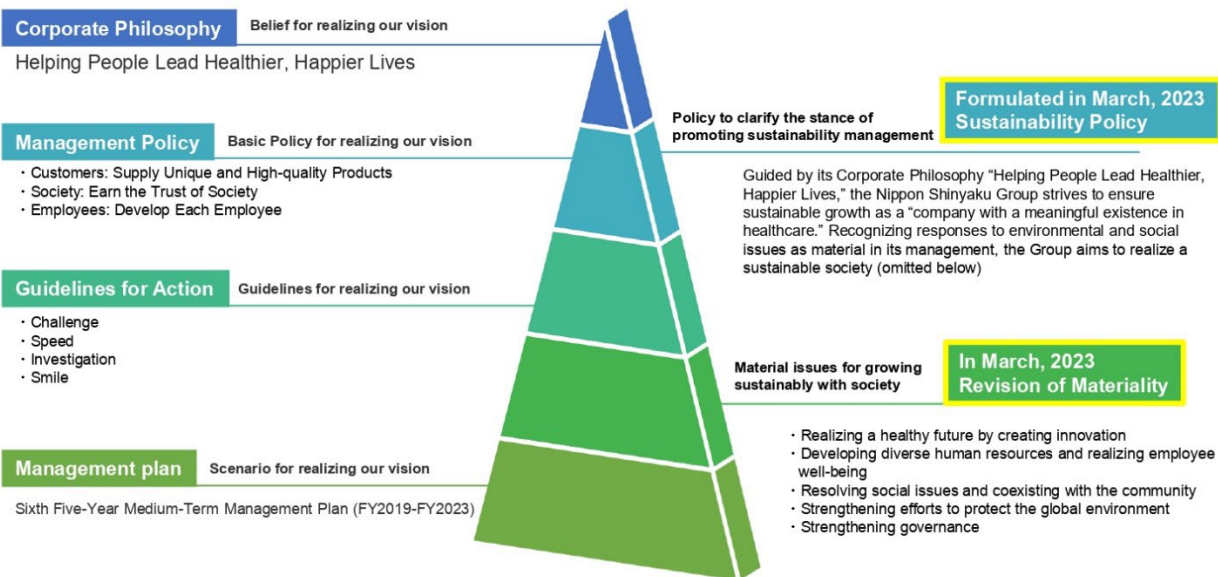 Corporate Philosophy
Belief for realizing our vision
Helping People Lead Healthier, Happier Lives
Management Policy
Basic Policy for realizing our vision
・Customers: Supply Unique and High-quality Products
・Society: Earn the Trust of Society
・Employees: Develop Each Employee
Guidelines for Action
Guidelines for realizing our vision
・Challenge
・Speed
・Investigation
・Smile
Management plan
Scenario for realizing our vision
Sixth Five-Year Medium-Term Management Plan (FY2019-FY2023)
Policy to clarify the stance of
promoting sustainability management
Formulated in March, 2023
Sustainability Policy
Guided by its Corporate Philosophy “Helping People Lead Healthier,
Happier Lives,” the Nippon Shinyaku Group strives to ensure
sustainable growth as a “company with a meaningful existence in
healthcare.” Recognizing responses to environmental and social
issues as material in its management, the Group aims to realize a
sustainable society (omitted below)
Material issues for growing
sustainably with society
In March, 2023
Revision of Materiality
・Realizing a healthy future by creating innovation
・Developing diverse human resources and realizing employee
well-being
・Resolving social issues and coexisting with the community
・Strengthening efforts to protect the global environment
・Strengthening governance